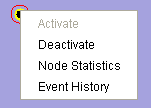 Activate
Deactivate
Node Statistics
Event History